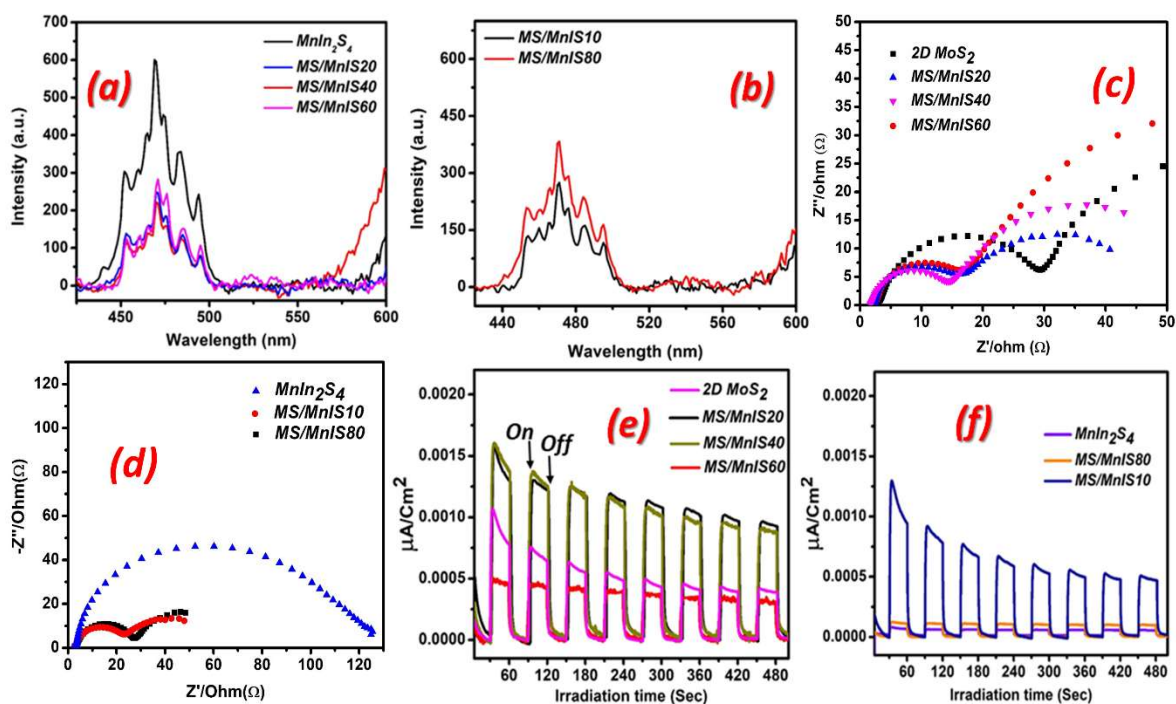 (a)
700
600
500
400
300
200
100
0
Intensity (a.u.)
450
500
550
600
Wavelength (nm)
MnIn₂S₄
MS/MnIS20
MS/MnIS40
MS/MnIS60
(b)
600
450
300
150
0
Intensity (a.u.)
440
480
520
560
600
Wavelength (nm)
MS/MnIS10
MS/MnIS80
(c)
50
45
40
35
30
25
20
15
10
5
0
Z''/ohm (Ω)
0
10
20
30
40
50
Z'/ohm (Ω)
2D MoS₂
MS/MnIS20
MS/MnIS40
MS/MnIS60
(d)
120
100
80
60
40
20
0
-Z''/Ohm(Ω)
0
20
40
60
80
100
120
Z'/Ohm(Ω)
MnIn₂S₄
MS/MnIS10
MS/MnIS80
(e)
0.0020
0.0015
0.0010
0.0005
0.0000
µA/Cm²
60
120
180
240
300
360
420
480
Irradiation time (Sec)
2D MoS₂
MS/MnIS20
MS/MnIS40
MS/MnIS60
On
Off
(f)
0.0020
0.0015
0.0010
0.0005
0.0000
µA/Cm²
60
120
180
240
300
360
420
480
Irradiation time (Sec)
MnIn₂S₄
MS/MnIS80
MS/MnIS10